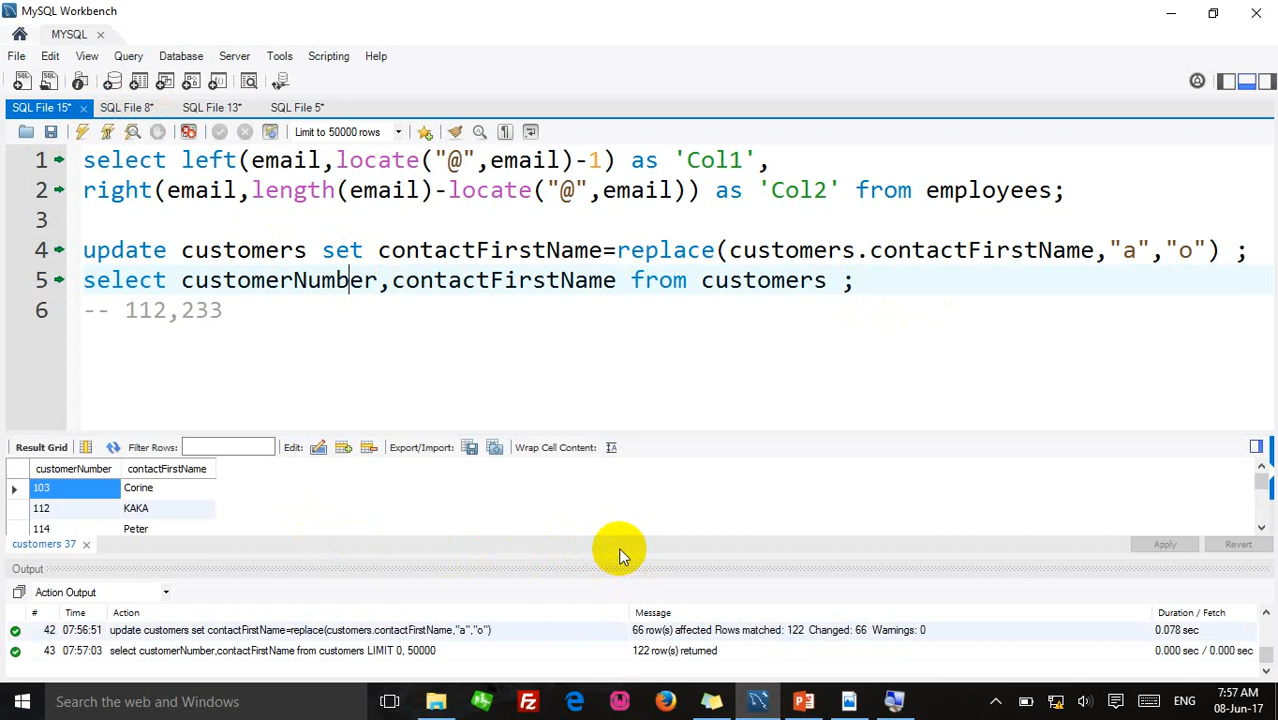 MySQL Workbench
MYSQL
File Edit View Query Database Server Tools Scripting Help
SQL File 15* SQL File 8* SQL File 13* SQL File 5*
Limit to 50000 rows
1 select left(email,locate("@",email)-1) as 'Col1',
2 right(email,length(email)-locate("@",email)) as 'Col2' from employees;
3
4 update customers set contactFirstName=replace(customers.contactFirstName,"a","o") ;
5 select customerNumber,contactFirstName from customers ;
6 -- 112,233
Result Grid Filter Rows: Edit: Export/Import: Wrap Cell Content:
customerNumber contactFirstName
103 Corine
112 KAKA
114 Peter
customers 37 Apply Revert
Output
Action Output
# Time Action Message Duration / Fetch
42 07:56:51 update customers set contactFirstName=replace(customers.contactFirstName,"a","o") 66 row(s) affected Rows matched: 122 Changed: 66 Warnings: 0 0.078 sec
43 07:57:03 select customerNumber,contactFirstName from customers LIMIT 0, 50000 122 row(s) returned 0.000 sec / 0.000 sec
Search the web and Windows ENG 7:57 AM
08-Jun-17